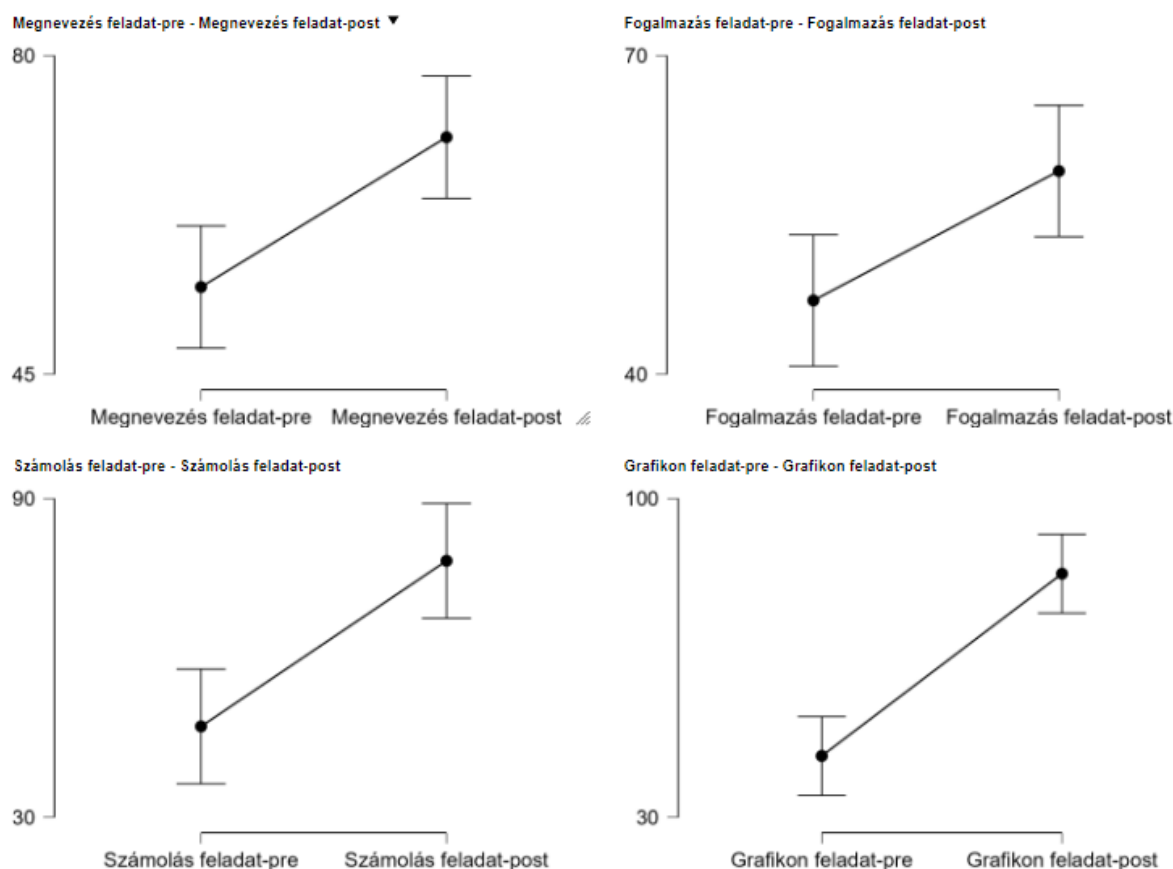 Megnevezés feladat-pre - Megnevezés feladat-post ▼
80
45
Megnevezés feladat-pre Megnevezés feladat-post
Fogalmazás feladat-pre - Fogalmazás feladat-post
70
40
Fogalmazás feladat-pre Fogalmazás feladat-post
Számolás feladat-pre - Számolás feladat-post
90
30
Számolás feladat-pre Számolás feladat-post
Grafikon feladat-pre - Grafikon feladat-post
100
30
Grafikon feladat-pre Grafikon feladat-post